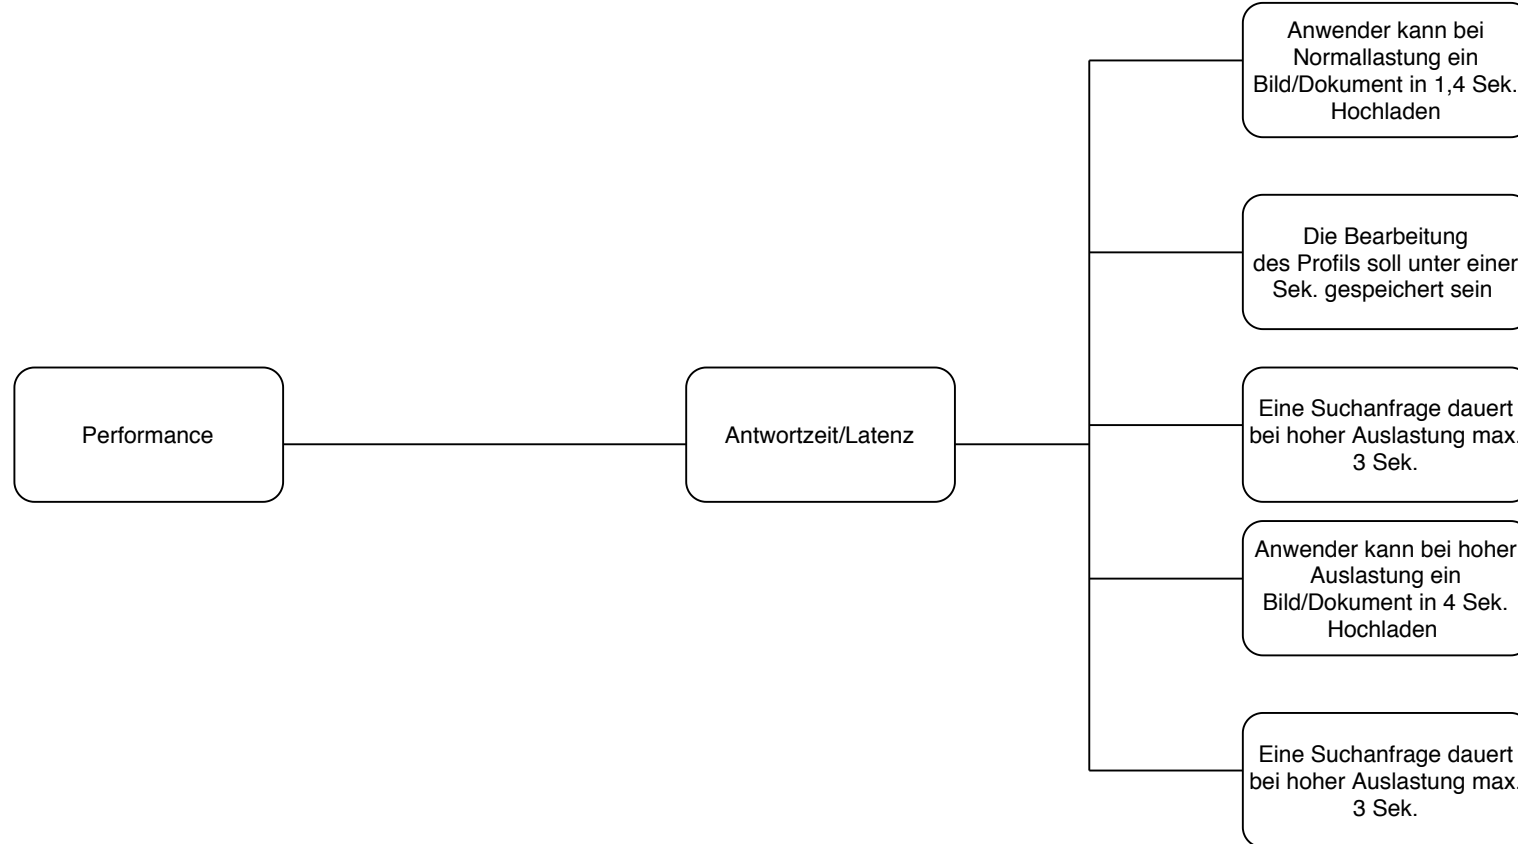 Anwender kann bei
Normallastung ein
Bild/Dokument in 1,4 Sek.
Hochladen
Die Bearbeitung
des Profils soll unter einer
Sek. gespeichert sein
Performance
Antwortzeit/Latenz
Eine Suchanfrage dauert
bei hoher Auslastung max.
3 Sek.
Anwender kann bei hoher
Auslastung ein
Bild/Dokument in 4 Sek.
Hochladen
Eine Suchanfrage dauert
bei hoher Auslastung max.
3 Sek.